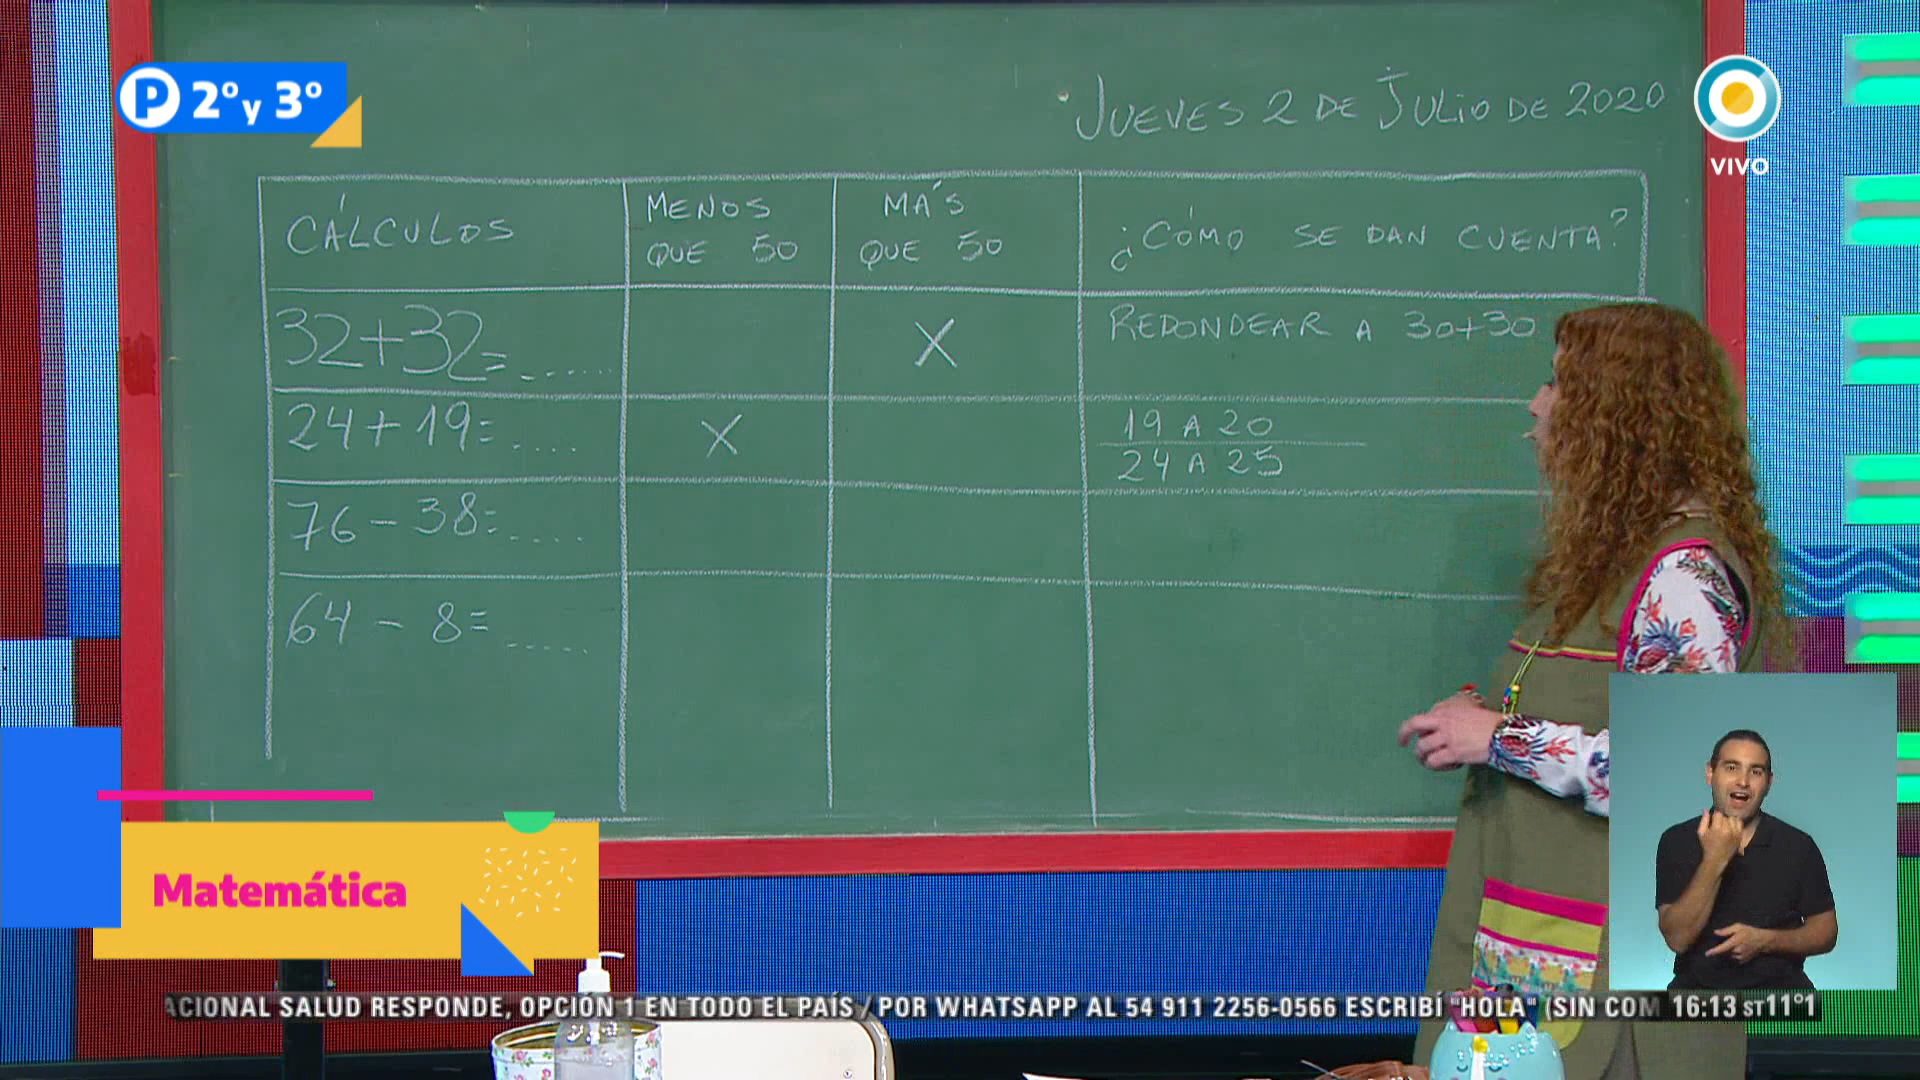 P 2º y 3º
VIVO
JUEVES 2 DE JULIO DE 2020
CÁLCULOS
MENOS QUE 50
MÁS QUE 50
¿CÓMO SE DAN CUENTA?
32+32=......
X
REDONDEAR A 30+30
24+19=....
X
19 A 20
24 A 25
76-38=....
64-8=.....
Matemática
ACIONAL SALUD RESPONDE, OPCIÓN 1 EN TODO EL PAÍS / POR WHATSAPP AL 54 911 2256-0566 ESCRIBÍ "HOLA" (SIN COM 16:13 ST 11°1